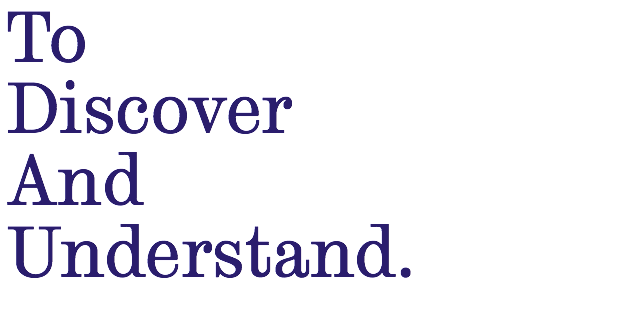 To
Discover
And
Understand.